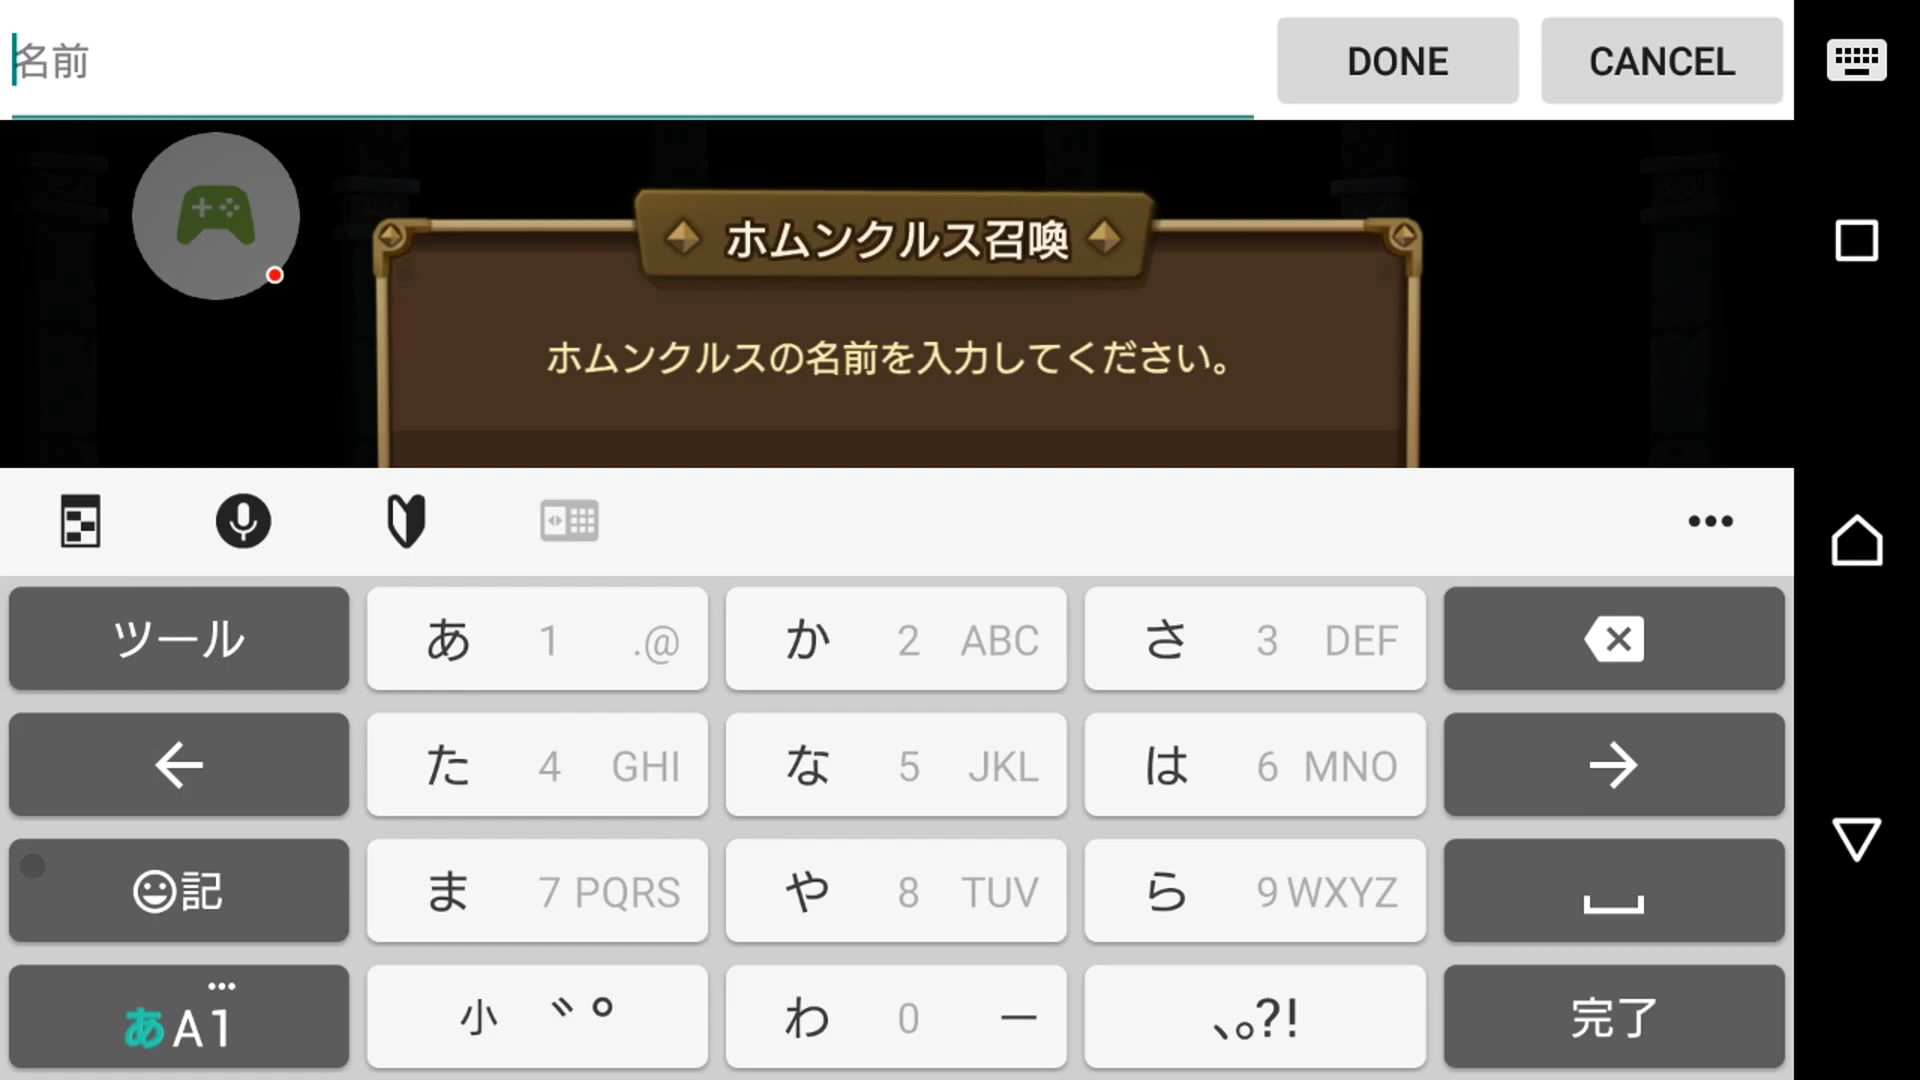 名前 DONE CANCEL
ホムンクルス召喚
ホムンクルスの名前を入力してください。
ツール あ 1 .@ か 2 ABC さ 3 DEF
た 4 GHI な 5 JKL は 6 MNO
記 ま 7 PQRS や 8 TUV ら 9 WXYZ
あA1 小 ゛゜ わ 0 ー 、。?! 完了